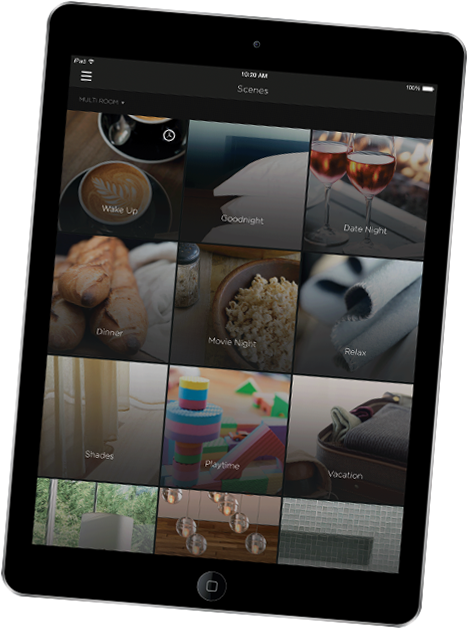 iPad
10:20 AM
100%
Scenes
MULTI ROOM
Wake Up
Goodnight
Date Night
Dinner
Movie Night
Relax
Shades
Playtime
Vacation